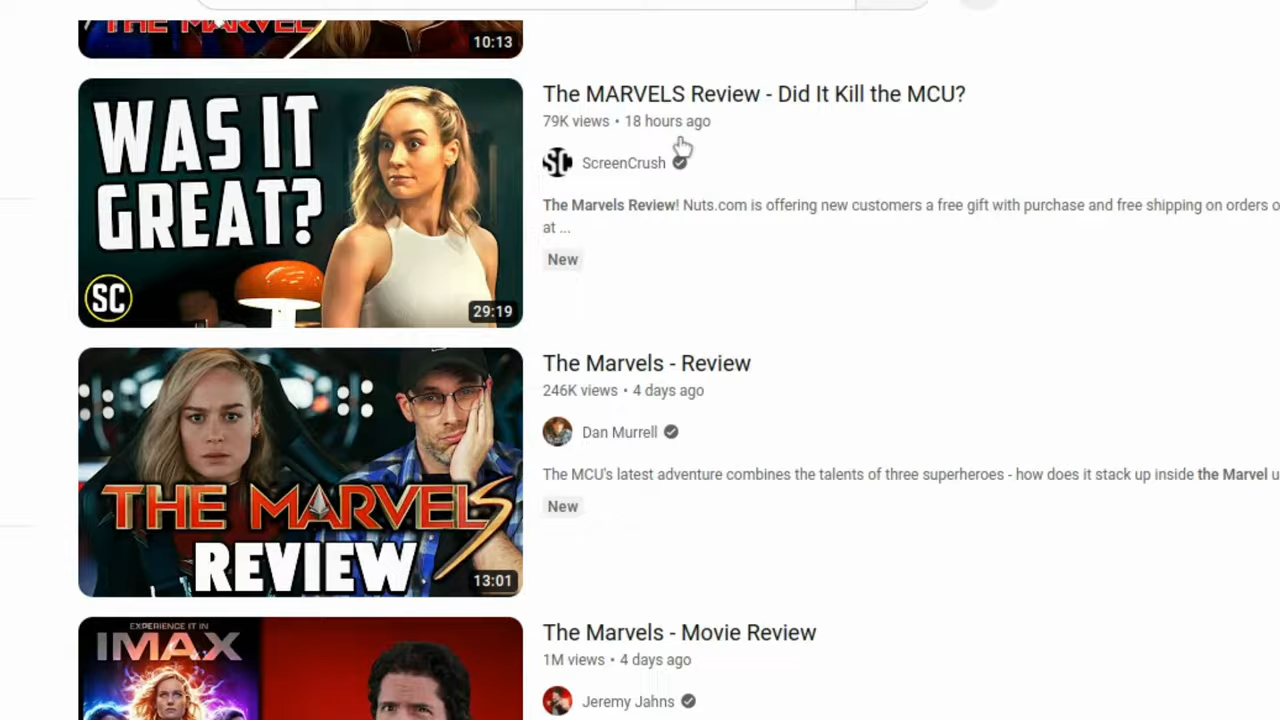 THE MARVELS
10:13
WAS IT
GREAT?
SC
29:19
The MARVELS Review - Did It Kill the MCU?
79K views • 18 hours ago
SC
ScreenCrush
The Marvels Review! Nuts.com is offering new customers a free gift with purchase and free shipping on orders o
at ...
New
THE MARVELS
REVIEW
13:01
The Marvels - Review
246K views • 4 days ago
Dan Murrell
The MCU's latest adventure combines the talents of three superheroes - how does it stack up inside the Marvel u
New
EXPERIENCE IT IN
IMAX
The Marvels - Movie Review
1M views • 4 days ago
Jeremy Jahns